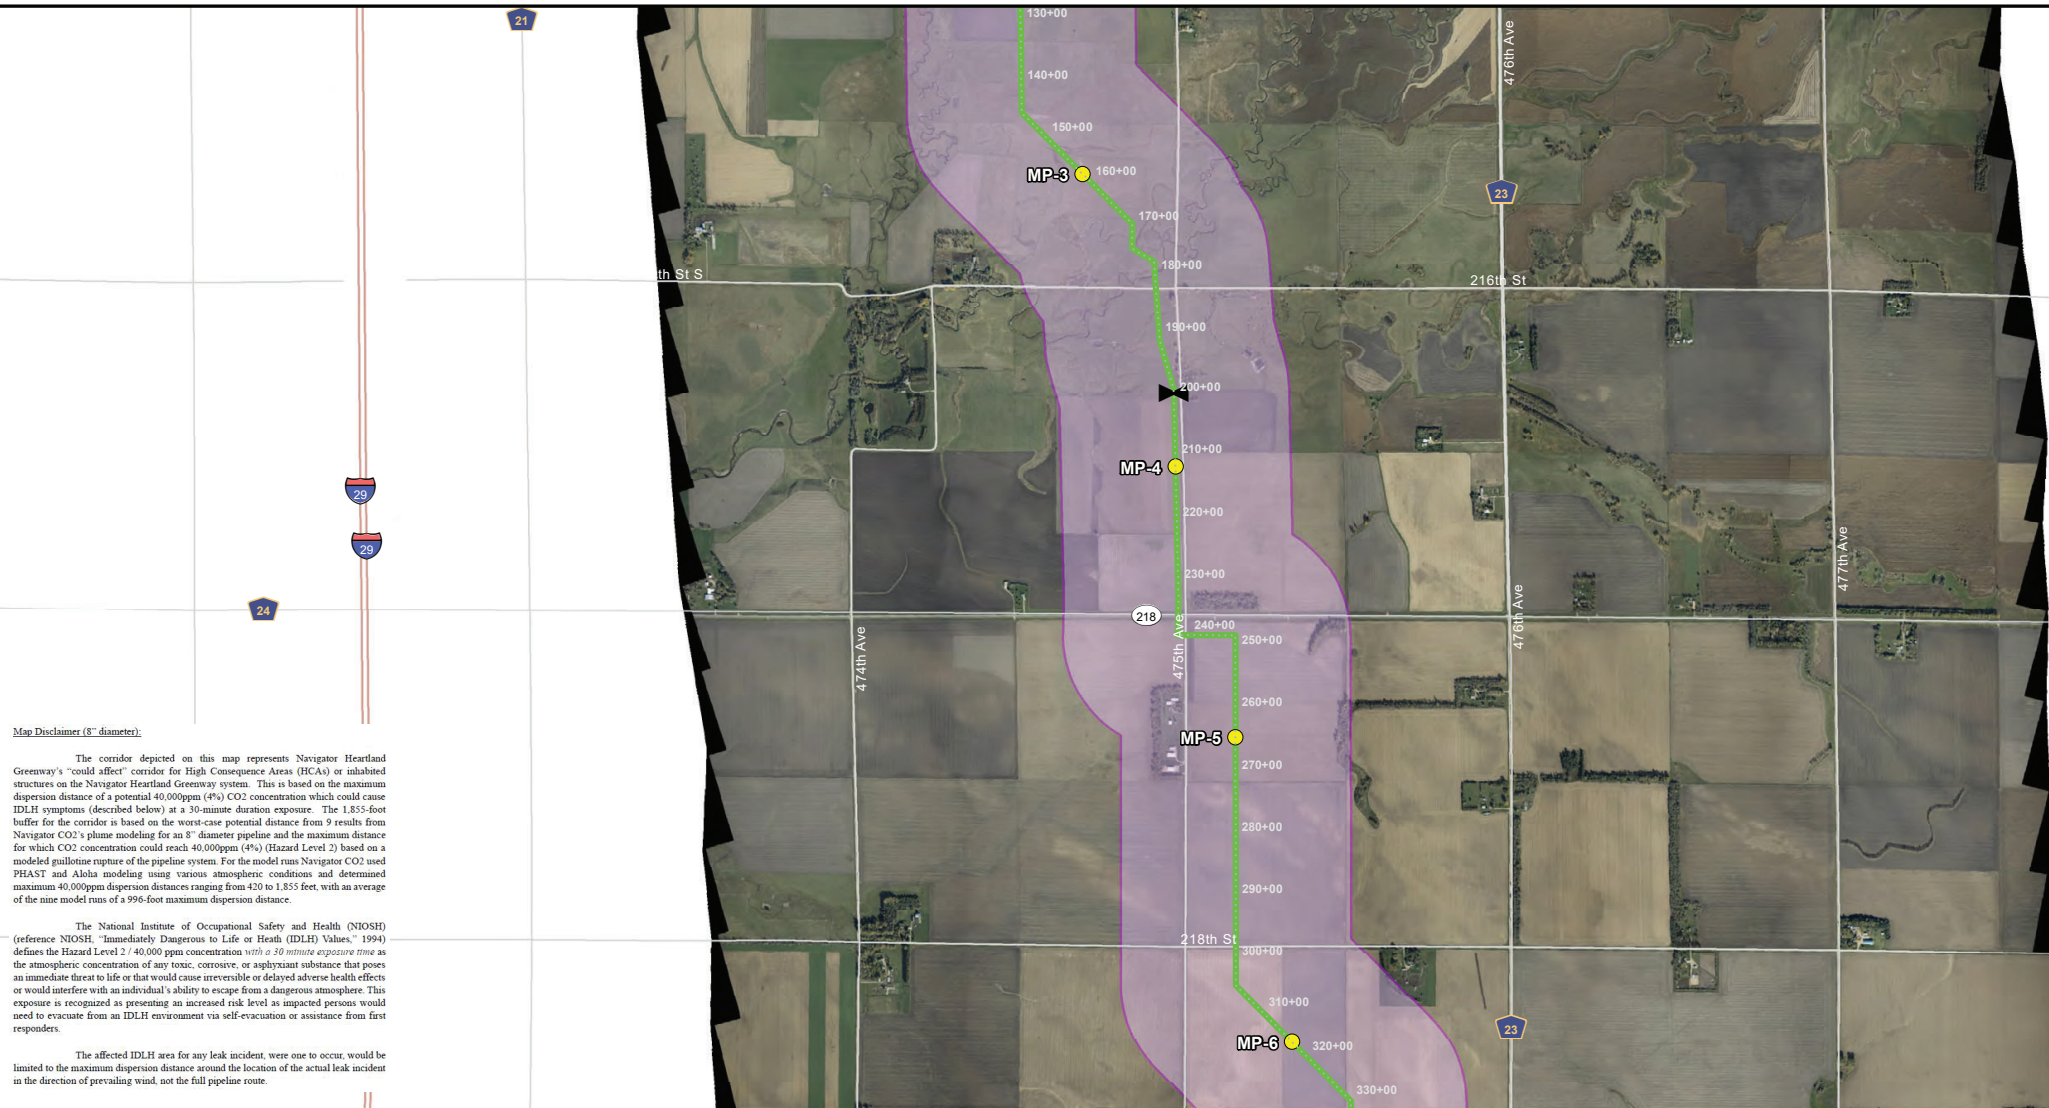 21
130+00
476th Ave
140+00
150+00
MP-3
160+00
23
170+00
180+00
th St S
216th St
190+00
200+00
210+00
MP-4
29
220+00
29
477th Ave
230+00
24
218
476th Ave
240+00
474th Ave
475th Ave
250+00
260+00
MP-5
270+00
280+00
290+00
218th St
300+00
310+00
23
MP-6
320+00
330+00
Map Disclaimer (8" diameter):
The corridor depicted on this map represents Navigator Heartland
Greenway's "could affect" corridor for High Consequence Areas (HCAs) or inhabited
structures on the Navigator Heartland Greenway system. This is based on the maximum
dispersion distance of a potential 40,000ppm (4%) CO2 concentration which could cause
IDLH symptoms (described below) at a 30-minute duration exposure. The 1,855-foot
buffer for the corridor is based on the worst-case potential distance from 9 results from
Navigator CO2's plume modeling for an 8" diameter pipeline and the maximum distance
for which CO2 concentration could reach 40,000ppm (4%) (Hazard Level 2) based on a
modeled guillotine rupture of the pipeline system. For the model runs Navigator CO2 used
PHAST and Aloha modeling using various atmospheric conditions and determined
maximum 40,000ppm dispersion distances ranging from 420 to 1,855 feet, with an average
of the nine model runs of a 996-foot maximum dispersion distance.
The National Institute of Occupational Safety and Health (NIOSH)
(reference NIOSH, "Immediately Dangerous to Life or Heath (IDLH) Values," 1994)
defines the Hazard Level 2 / 40,000 ppm concentration with a 30 minute exposure time as
the atmospheric concentration of any toxic, corrosive, or asphyxiant substance that poses
an immediate threat to life or that would cause irreversible or delayed adverse health effects
or would interfere with an individual's ability to escape from a dangerous atmosphere. This
exposure is recognized as presenting an increased risk level as impacted persons would
need to evacuate from an IDLH environment via self-evacuation or assistance from first
responders.
The affected IDLH area for any leak incident, were one to occur, would be
limited to the maximum dispersion distance around the location of the actual leak incident
in the direction of prevailing wind, not the full pipeline route.